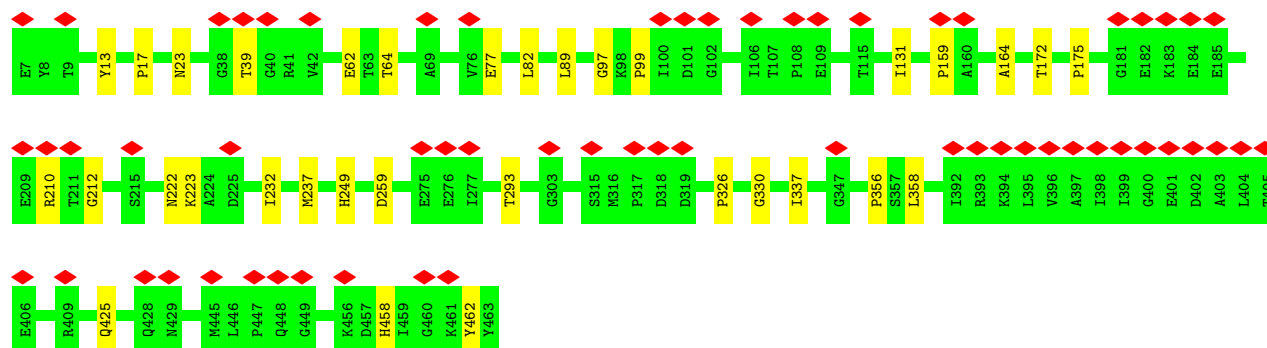 E7 Y8 T9 Y13 P17 N23 G38 T39 G40 R41 V42 E62 T63 T64 A69 V76 E77 L82 L89 G97 K98 P99 I100 D101 G102 I106 T107 P108 E109 T115 I131 P159 A160 A164 T172 P175 G181 E182 K183 E184 E185
E209 R210 T211 G212 S215 N222 K223 A224 D225 I232 M237 H249 D259 E275 E276 I277 T293 G303 S315 M316 P317 D318 D319 P326 G330 I337 G347 P356 S357 L358 I392 R393 K394 L395 V396 A397 I398 I399 G400 E401 D402 A403 L404 T405
E406 R409 Q425 Q428 N429 M445 L446 P447 Q448 G449 K456 D457 H458 I459 G460 K461 Y462 Y463